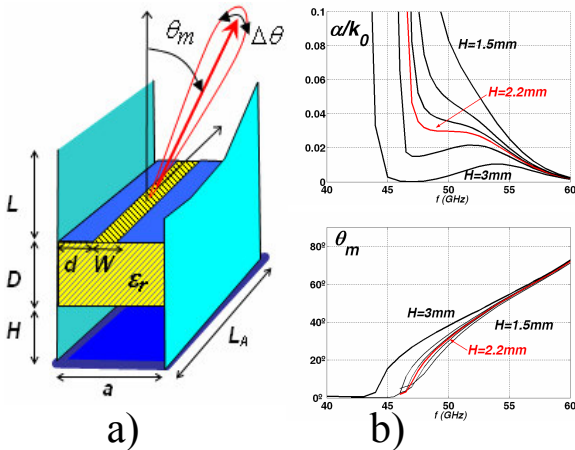 θm
Δθ
L
D
H
d
W
εr
LA
a
a)
α/k0
0.1
0.08
0.06
0.04
0.02
0
H=1.5mm
H=2.2mm
H=3mm
40 45 50 55 60
f (GHz)
θm
80º
60º
40º
20º
0º
H=3mm
H=1.5mm
H=2.2mm
40 45 50 55 60
f (GHz)
b)